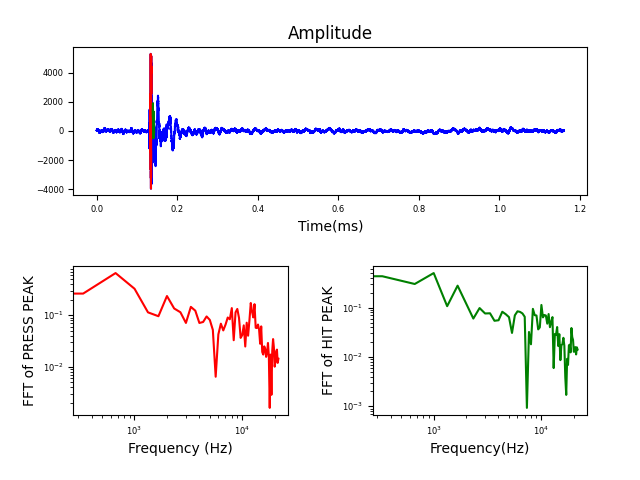 Amplitude
4000
2000
0
−2000
−4000
0.0 0.2 0.4 0.6 0.8 1.0 1.2
Time(ms)
FFT of PRESS PEAK
10⁻¹
10⁻²
10³ 10⁴
Frequency (Hz)
FFT of HIT PEAK
10⁻¹
10⁻²
10⁻³
10³ 10⁴
Frequency(Hz)